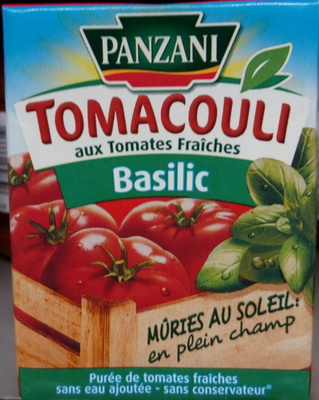 PANZANI
TOMACOULI
aux Tomates Fraîches
Basilic
MÛRIES AU SOLEIL:
en plein champ
Purée de tomates fraîches
sans eau ajoutée - sans conservateur*